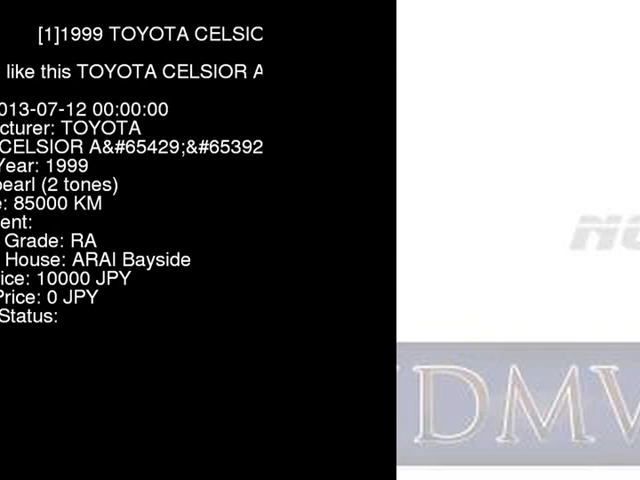 [1]1999 TOYOTA CELSIO
like this TOYOTA CELSIOR A
013-07-12 00:00:00
cturer: TOYOTA
CELSIOR A&#65429;&#65392
Year: 1999
pearl (2 tones)
e: 85000 KM
ent:
Grade: RA
House: ARAI Bayside
ice: 10000 JPY
Price: 0 JPY
Status:
NO
DMV